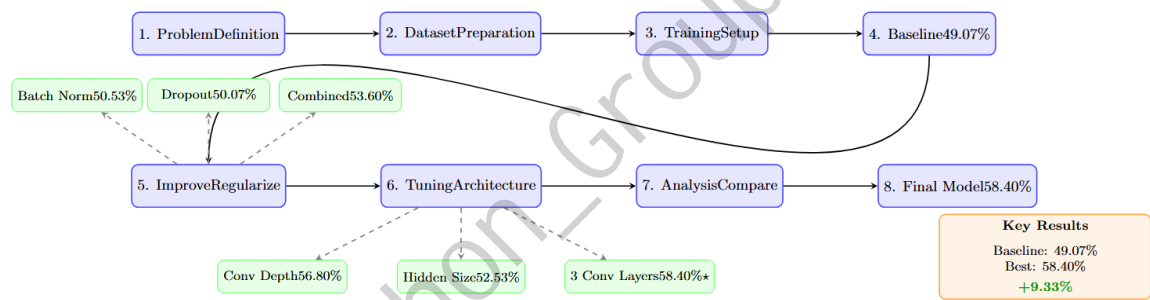 1. ProblemDefinition
2. DatasetPreparation
3. TrainingSetup
4. Baseline49.07%
Batch Norm50.53%
Dropout50.07%
Combined53.60%
5. ImproveRegularize
6. TuningArchitecture
7. AnalysisCompare
8. Final Model58.40%
Conv Depth56.80%
Hidden Size52.53%
3 Conv Layers58.40%⋆
Key Results
Baseline: 49.07%
Best: 58.40%
+9.33%
hon_Group